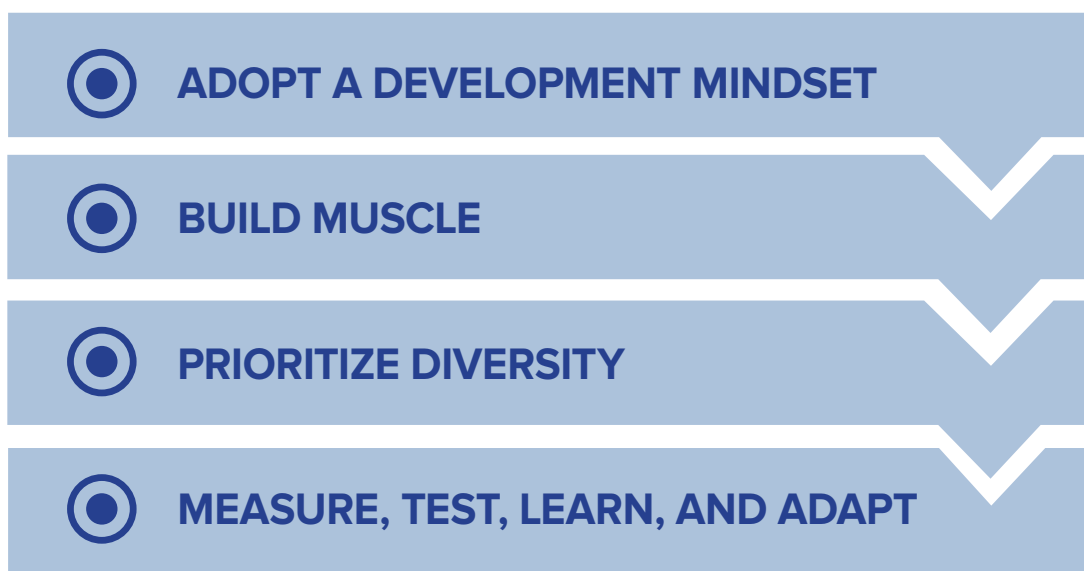 ADOPT A DEVELOPMENT MINDSET
BUILD MUSCLE
PRIORITIZE DIVERSITY
MEASURE, TEST, LEARN, AND ADAPT